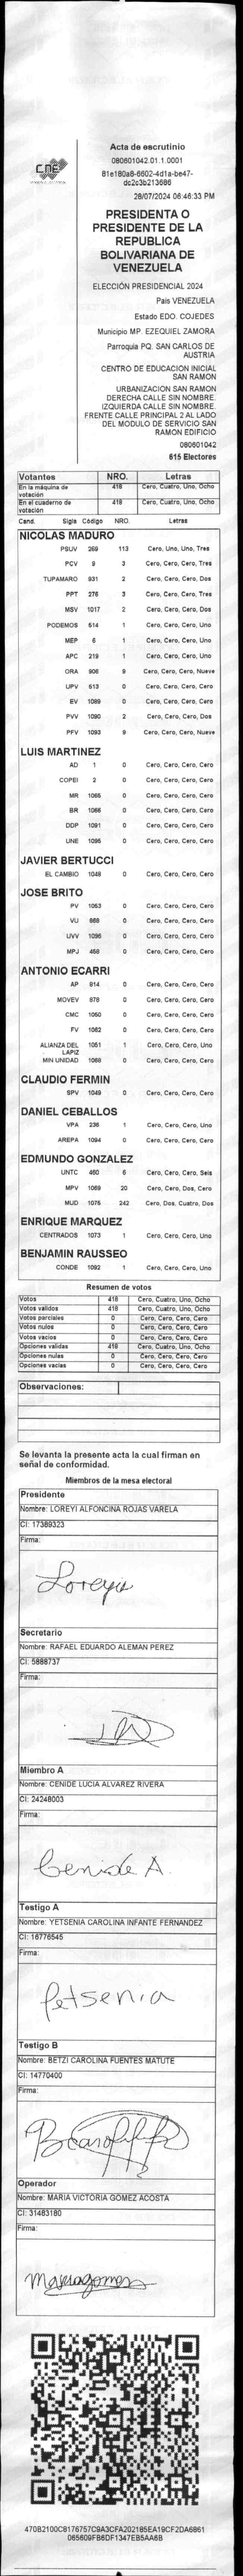 CNE
Acta de escrutinio
080601042.01.1.0001
81e180a8-6602-4d1a-be47-
dc2c3b213686
28/07/2024 06:46:33 PM
PRESIDENTA O
PRESIDENTE DE LA
REPUBLICA
BOLIVARIANA DE
VENEZUELA
ELECCIÓN PRESIDENCIAL 2024
Pais VENEZUELA
Estado EDO. COJEDES
Municipio MP. EZEQUIEL ZAMORA
Parroquia PQ. SAN CARLOS DE
AUSTRIA
CENTRO DE EDUCACION INICIAL
SAN RAMON
URBANIZACION SAN RAMON
DERECHA CALLE SIN NOMBRE.
IZQUIERDA CALLE SIN NOMBRE.
FRENTE CALLE PRINCIPAL 2 AL LADO
DEL MODULO DE SERVICIO SAN
RAMON EDIFICIO
080601042
615 Electores
Votantes NRO. Letras
En la máquina de votación 418 Cero, Cuatro, Uno, Ocho
En el cuaderno de votación 418 Cero, Cuatro, Uno, Ocho
Cand. Sigla Código NRO. Letras
NICOLAS MADURO
PSUV 269 113 Cero, Uno, Uno, Tres
PCV 9 3 Cero, Cero, Cero, Tres
TUPAMARO 931 2 Cero, Cero, Cero, Dos
PPT 276 3 Cero, Cero, Cero, Tres
MSV 1017 2 Cero, Cero, Cero, Dos
PODEMOS 514 1 Cero, Cero, Cero, Uno
MEP 6 1 Cero, Cero, Cero, Uno
APC 219 1 Cero, Cero, Cero, Uno
ORA 906 9 Cero, Cero, Cero, Nueve
UPV 613 0 Cero, Cero, Cero, Cero
EV 1089 0 Cero, Cero, Cero, Cero
PVV 1090 2 Cero, Cero, Cero, Dos
PFV 1093 9 Cero, Cero, Cero, Nueve
LUIS MARTINEZ
AD 1 0 Cero, Cero, Cero, Cero
COPEI 2 0 Cero, Cero, Cero, Cero
MR 1065 0 Cero, Cero, Cero, Cero
BR 1066 0 Cero, Cero, Cero, Cero
DDP 1091 0 Cero, Cero, Cero, Cero
UNE 1095 0 Cero, Cero, Cero, Cero
JAVIER BERTUCCI
EL CAMBIO 1048 0 Cero, Cero, Cero, Cero
JOSE BRITO
PV 1053 0 Cero, Cero, Cero, Cero
VU 868 0 Cero, Cero, Cero, Cero
UVV 1096 0 Cero, Cero, Cero, Cero
MPJ 458 0 Cero, Cero, Cero, Cero
ANTONIO ECARRI
AP 914 0 Cero, Cero, Cero, Cero
MOVEV 878 0 Cero, Cero, Cero, Cero
CMC 1050 0 Cero, Cero, Cero, Cero
FV 1062 0 Cero, Cero, Cero, Cero
ALIANZA DEL LAPIZ 1051 1 Cero, Cero, Cero, Uno
MIN UNIDAD 1068 0 Cero, Cero, Cero, Cero
CLAUDIO FERMIN
SPV 1049 0 Cero, Cero, Cero, Cero
DANIEL CEBALLOS
VPA 236 1 Cero, Cero, Cero, Uno
AREPA 1094 0 Cero, Cero, Cero, Cero
EDMUNDO GONZALEZ
UNTC 460 6 Cero, Cero, Cero, Seis
MPV 1069 20 Cero, Cero, Dos, Cero
MUD 1075 242 Cero, Dos, Cuatro, Dos
ENRIQUE MARQUEZ
CENTRADOS 1073 1 Cero, Cero, Cero, Uno
BENJAMIN RAUSSEO
CONDE 1092 1 Cero, Cero, Cero, Uno
Resumen de votos
Votos 418 Cero, Cuatro, Uno, Ocho
Votos validos 418 Cero, Cuatro, Uno, Ocho
Votos parciales 0 Cero, Cero, Cero, Cero
Votos nulos 0 Cero, Cero, Cero, Cero
Votos vacios 0 Cero, Cero, Cero, Cero
Opciones validas 418 Cero, Cuatro, Uno, Ocho
Opciones nulas 0 Cero, Cero, Cero, Cero
Opciones vacias 0 Cero, Cero, Cero, Cero
Observaciones:
Se levanta la presente acta la cual firman en
señal de conformidad.
Miembros de la mesa electoral
Presidente
Nombre: LOREYI ALFONCINA ROJAS VARELA
CI: 17389323
Firma:
Loreyi
Secretario
Nombre: RAFAEL EDUARDO ALEMAN PEREZ
CI: 5888737
Firma:
Miembro A
Nombre: CENIDE LUCIA ALVAREZ RIVERA
CI: 24248003
Firma:
Cenide A.
Testigo A
Nombre: YETSENIA CAROLINA INFANTE FERNANDEZ
CI: 16776545
Firma:
Yetsenia
Testigo B
Nombre: BETZI CAROLINA FUENTES MATUTE
CI: 14770400
Firma:
Operador
Nombre: MARIA VICTORIA GOMEZ ACOSTA
CI: 31483180
Firma:
Mariagomez
470B2100C8176757C9A3CFA202185EA19CF2DA6861
065609FB6DF1347EB5AA6B